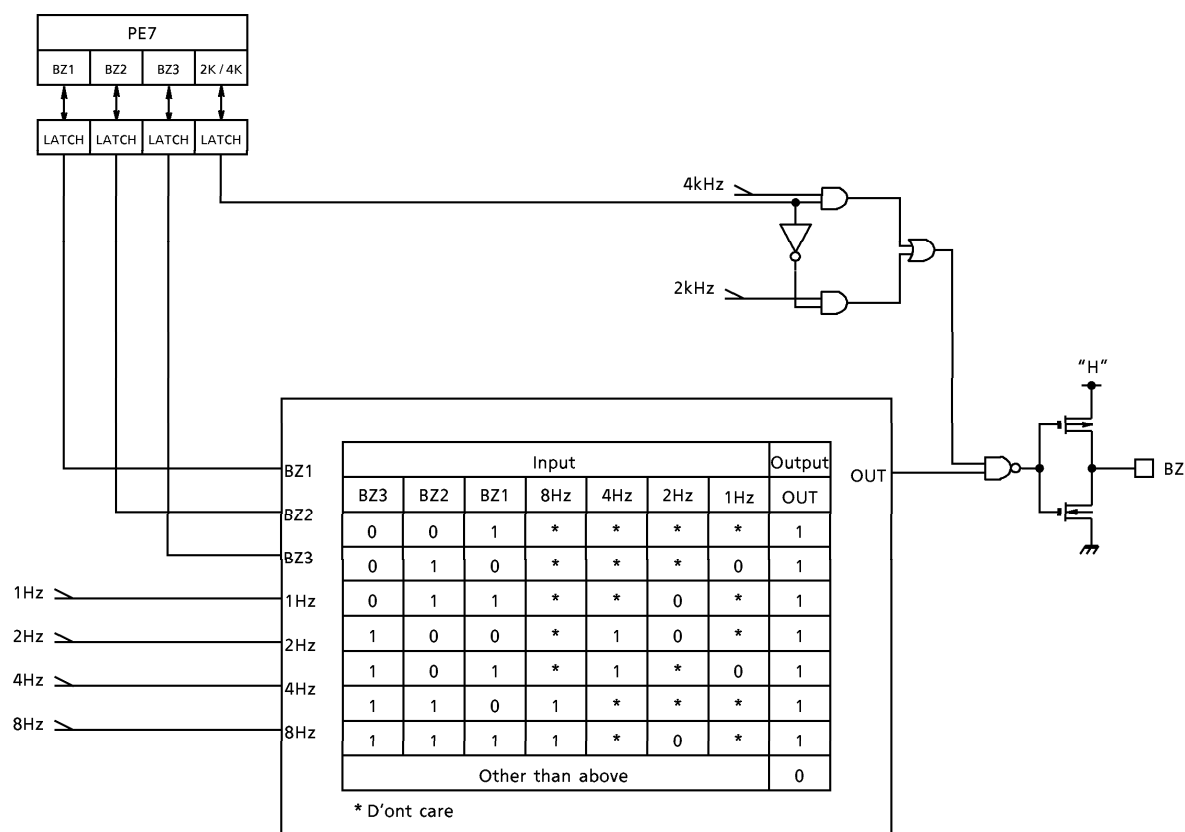 PE7
BZ1 BZ2 BZ3 2K / 4K
LATCH LATCH LATCH LATCH
4kHz
2kHz
“H”
BZ
BZ1
BZ2
BZ3
1Hz 1Hz
2Hz 2Hz
4Hz 4Hz
8Hz 8Hz
OUT
Input Output
BZ3 BZ2 BZ1 8Hz 4Hz 2Hz 1Hz OUT
0 0 1 * * * * 1
0 1 0 * * * 0 1
0 1 1 * * 0 * 1
1 0 0 * 1 0 * 1
1 0 1 * 1 * 0 1
1 1 0 1 * * * 1
1 1 1 1 * 0 * 1
Other than above 0
* D’ont care